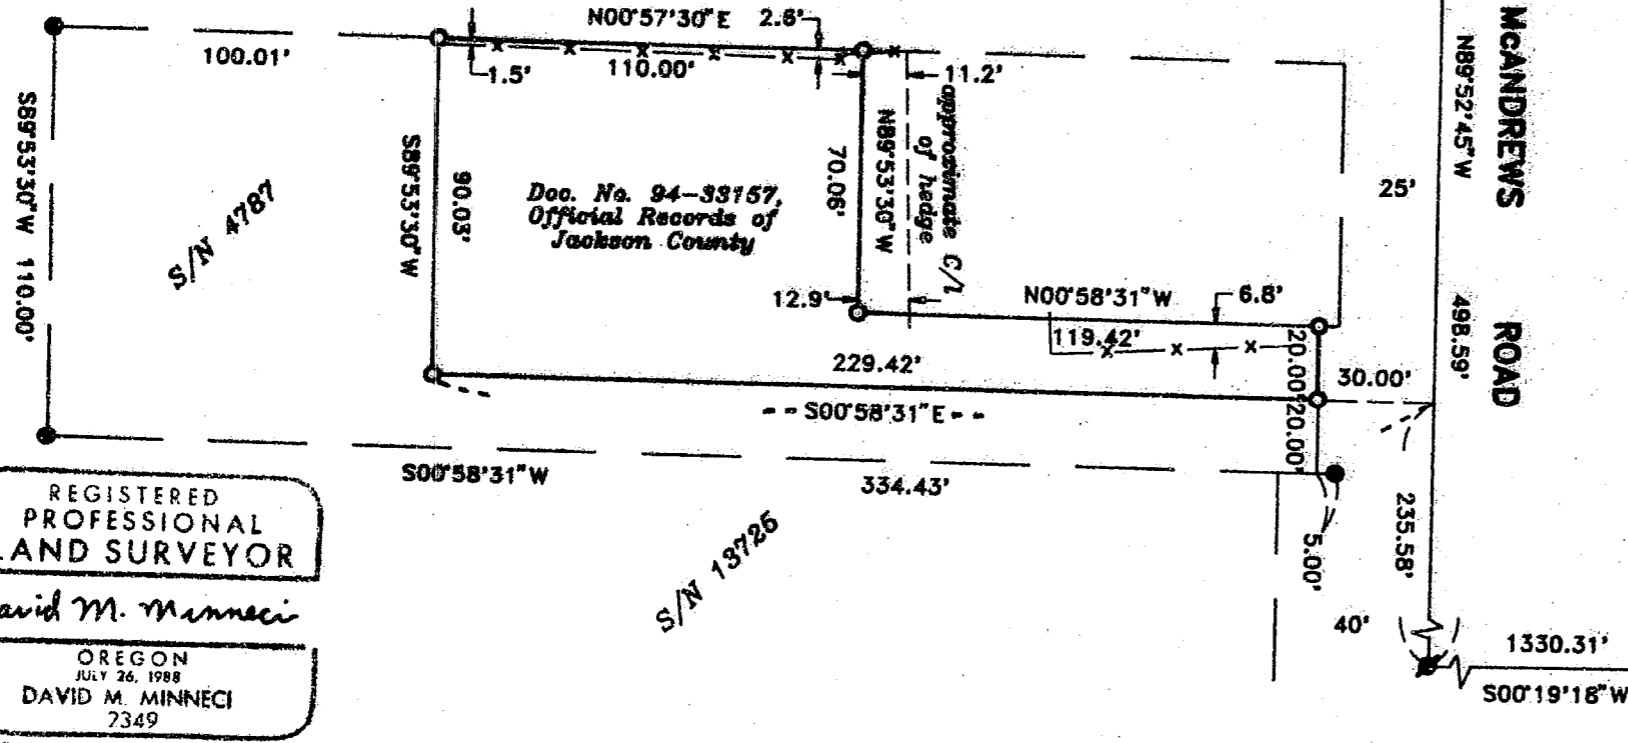 N00°57'30"E 2.6'
100.01'
1.5'
110.00'
11.2'
S89°53'30"W 110.00'
S/N 4787
S89°53'30"W
90.03'
Doc. No. 94-33157,
Official Records of
Jackson County
70.06'
N89°53'30"W
approximate C/l
of hedge
12.9'
N00°58'31"W
6.8'
119.42'
229.42'
S00°58'31"E
20.00'
20.00'
30.00'
25'
N89°52'45"W
498.59'
McANDREWS ROAD
S00°58'31"W
334.43'
S/N 13725
5.00'
235.58'
40'
1330.31'
S00°19'18"W
REGISTERED
PROFESSIONAL
LAND SURVEYOR
David M. Minneci
OREGON
JULY 26, 1988
DAVID M. MINNECI
2349